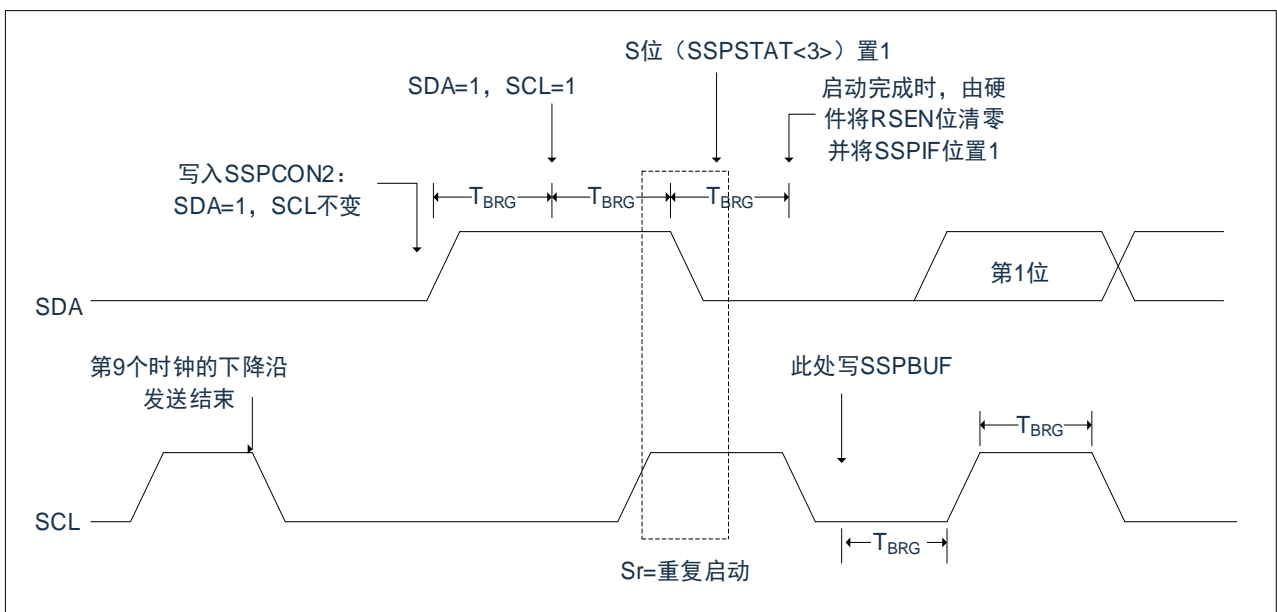 S位（SSPSTAT<3>）置1
SDA=1，SCL=1
启动完成时，由硬
件将RSEN位清零
并将SSPIF位置1
写入SSPCON2：
SDA=1，SCL不变
TBRG
TBRG
TBRG
第1位
SDA
第9个时钟的下降沿
发送结束
此处写SSPBUF
TBRG
SCL
TBRG
Sr=重复启动